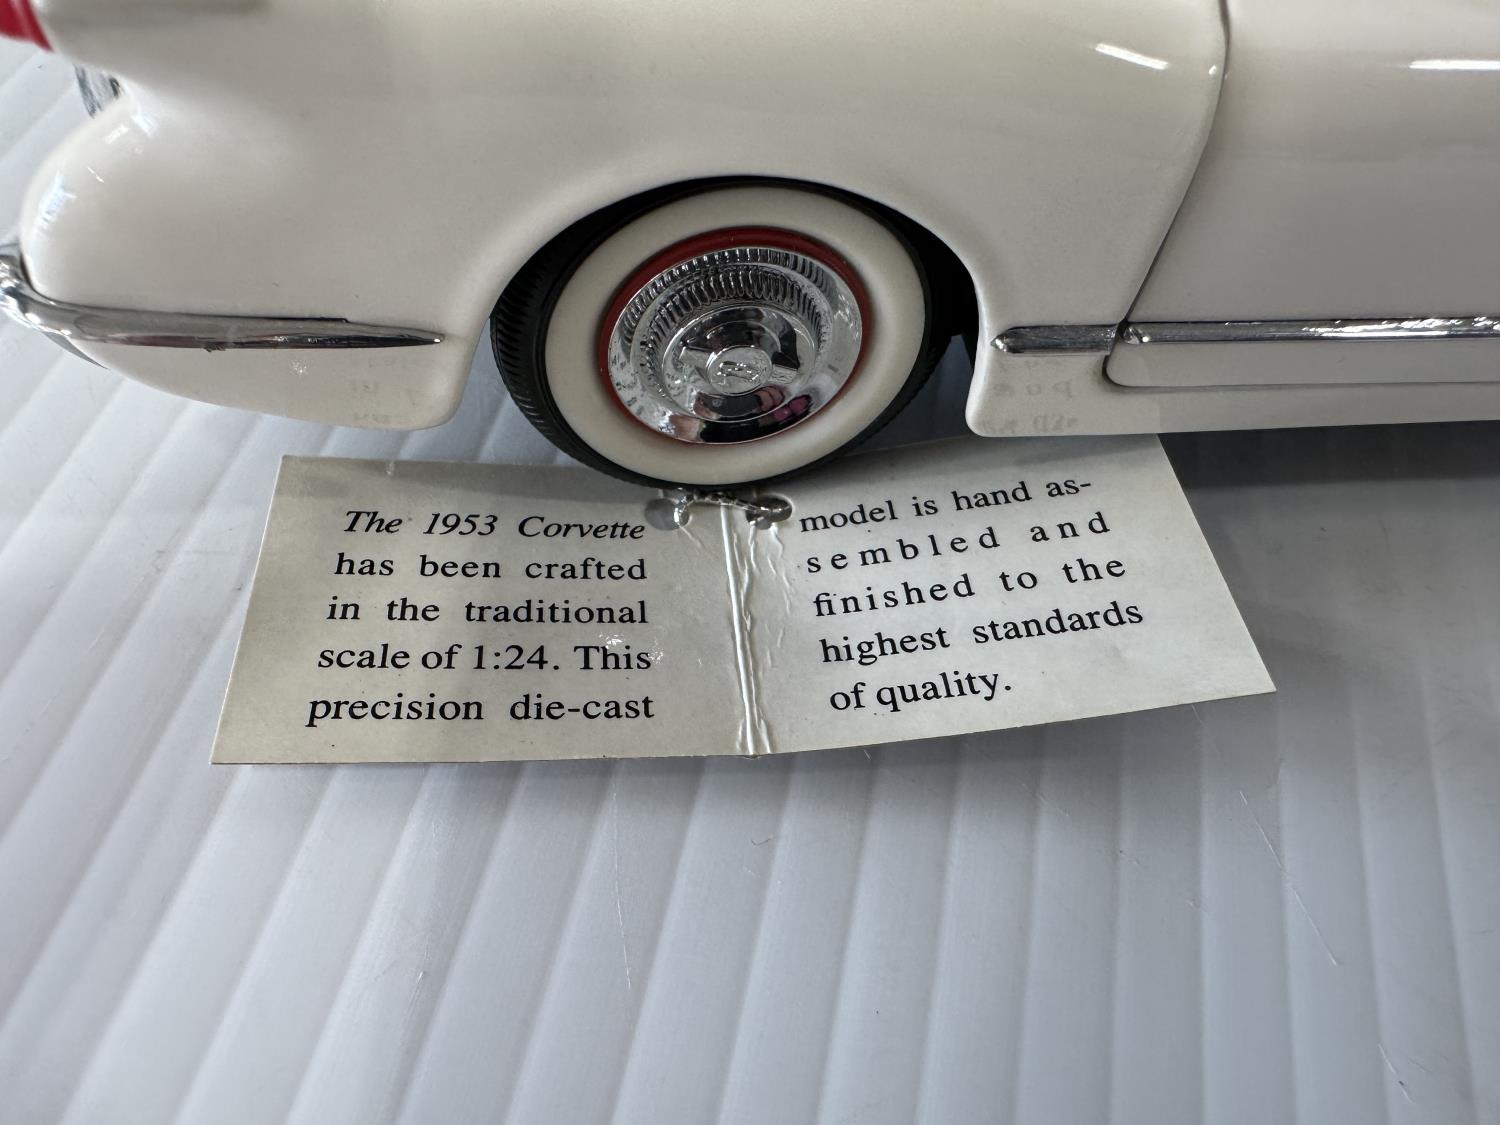 The 1953 Corvette
has been crafted
in the traditional
scale of 1:24. This
precision die-cast
model is hand as-
sembled and
finished to the
highest standards
of quality.